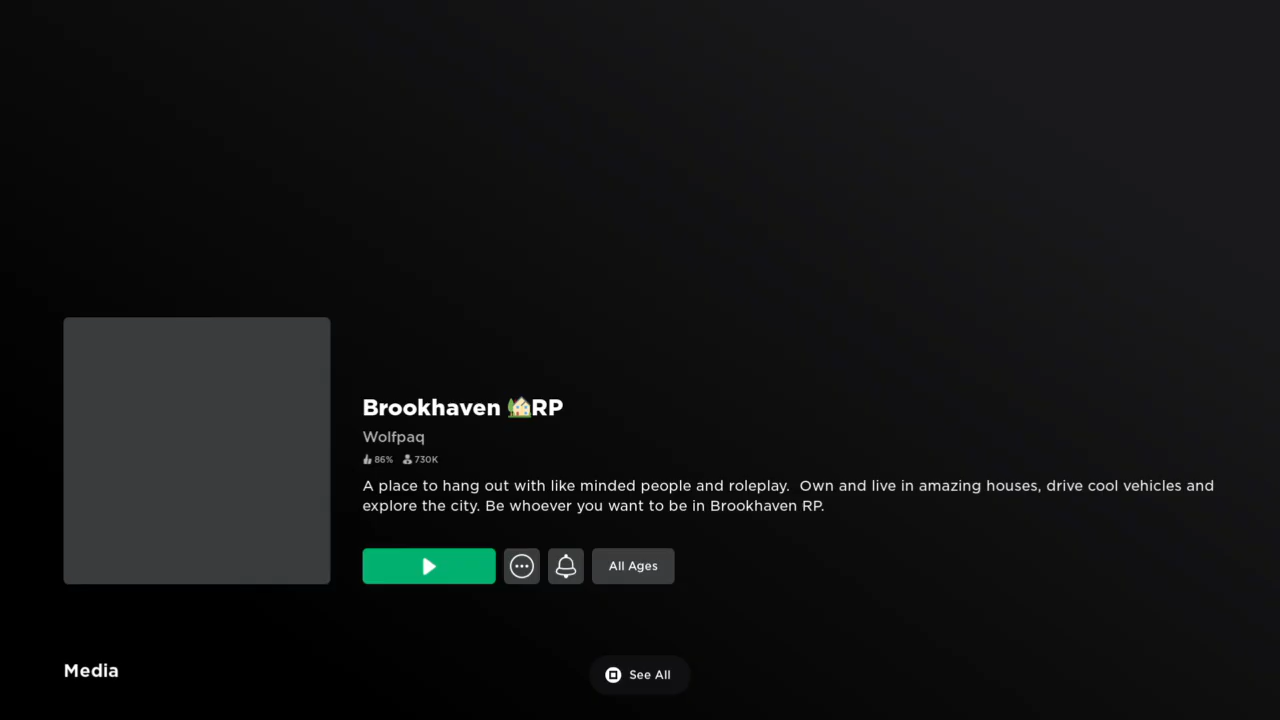 Brookhaven 🏡RP
Wolfpaq
86% 730K
A place to hang out with like minded people and roleplay.  Own and live in amazing houses, drive cool vehicles and
explore the city. Be whoever you want to be in Brookhaven RP.
All Ages
Media
See All